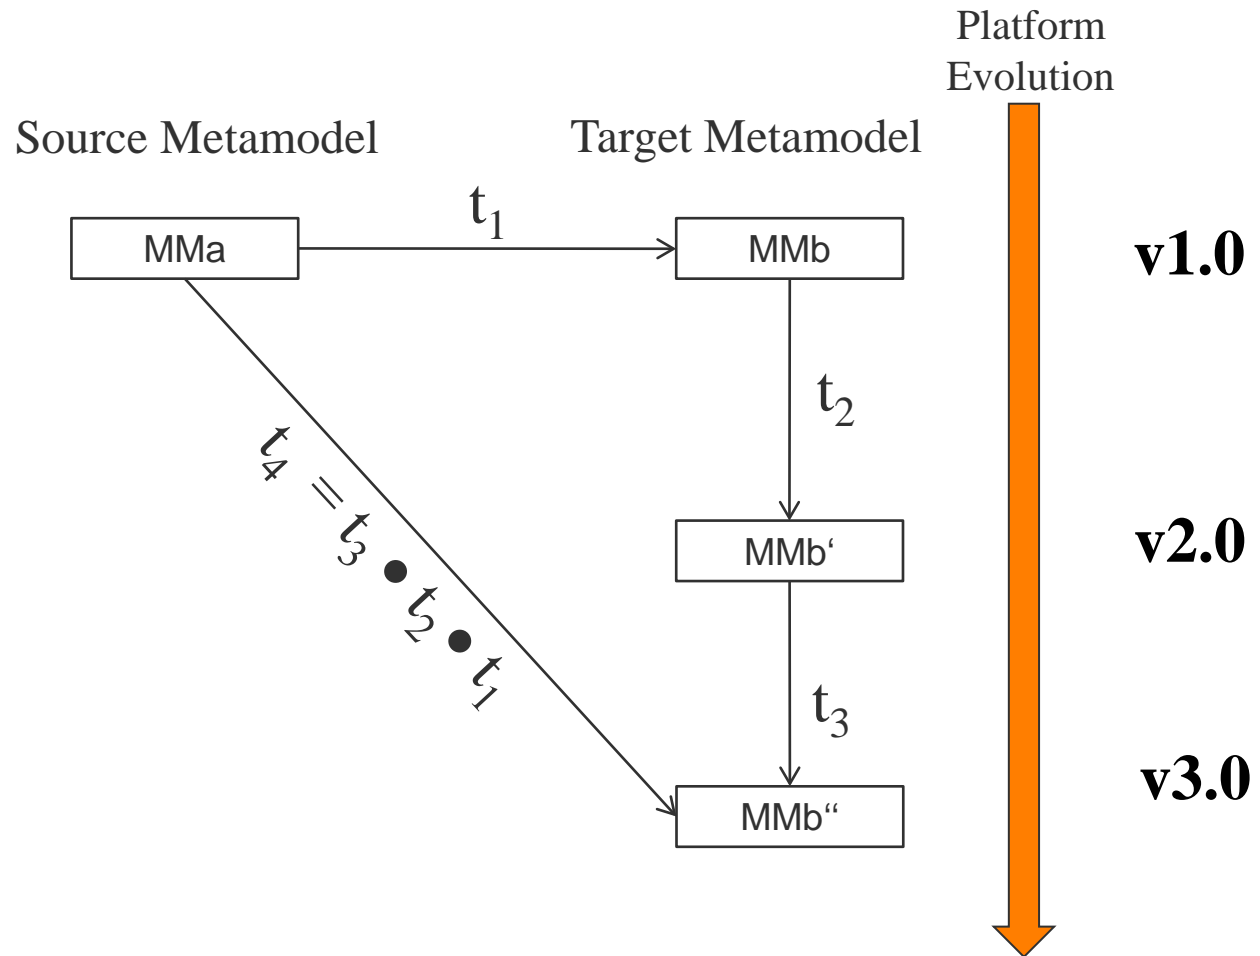 Platform
Evolution
Source Metamodel
Target Metamodel
t₁
MMa
MMb
v1.0
t₂
t₄ = t₃ • t₂ • t₁
MMb‘
v2.0
t₃
MMb“
v3.0